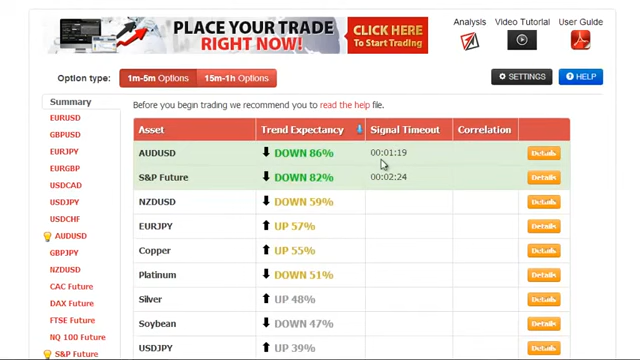 PLACE YOUR TRADE
RIGHT NOW!
CLICK HERE
To Start Trading
Analysis
Video Tutorial
User Guide
Option type:
1m-5m Options
15m-1h Options
SETTINGS
HELP
Summary
EURUSD
GBPUSD
EURJPY
EURGBP
USDCAD
USDJPY
USDCHF
AUDUSD
GBPJPY
NZDUSD
CAC Future
DAX Future
FTSE Future
NQ 100 Future
S&P Future
Before you begin trading we recommend you to read the help file.
Asset Trend Expectancy Signal Timeout Correlation
AUDUSD DOWN 86% 00:01:19 Details
S&P Future DOWN 82% 00:02:24 Details
NZDUSD DOWN 59% Details
EURJPY UP 57% Details
Copper UP 55% Details
Platinum DOWN 51% Details
Silver UP 48% Details
Soybean DOWN 47% Details
USDJPY UP 39% Details